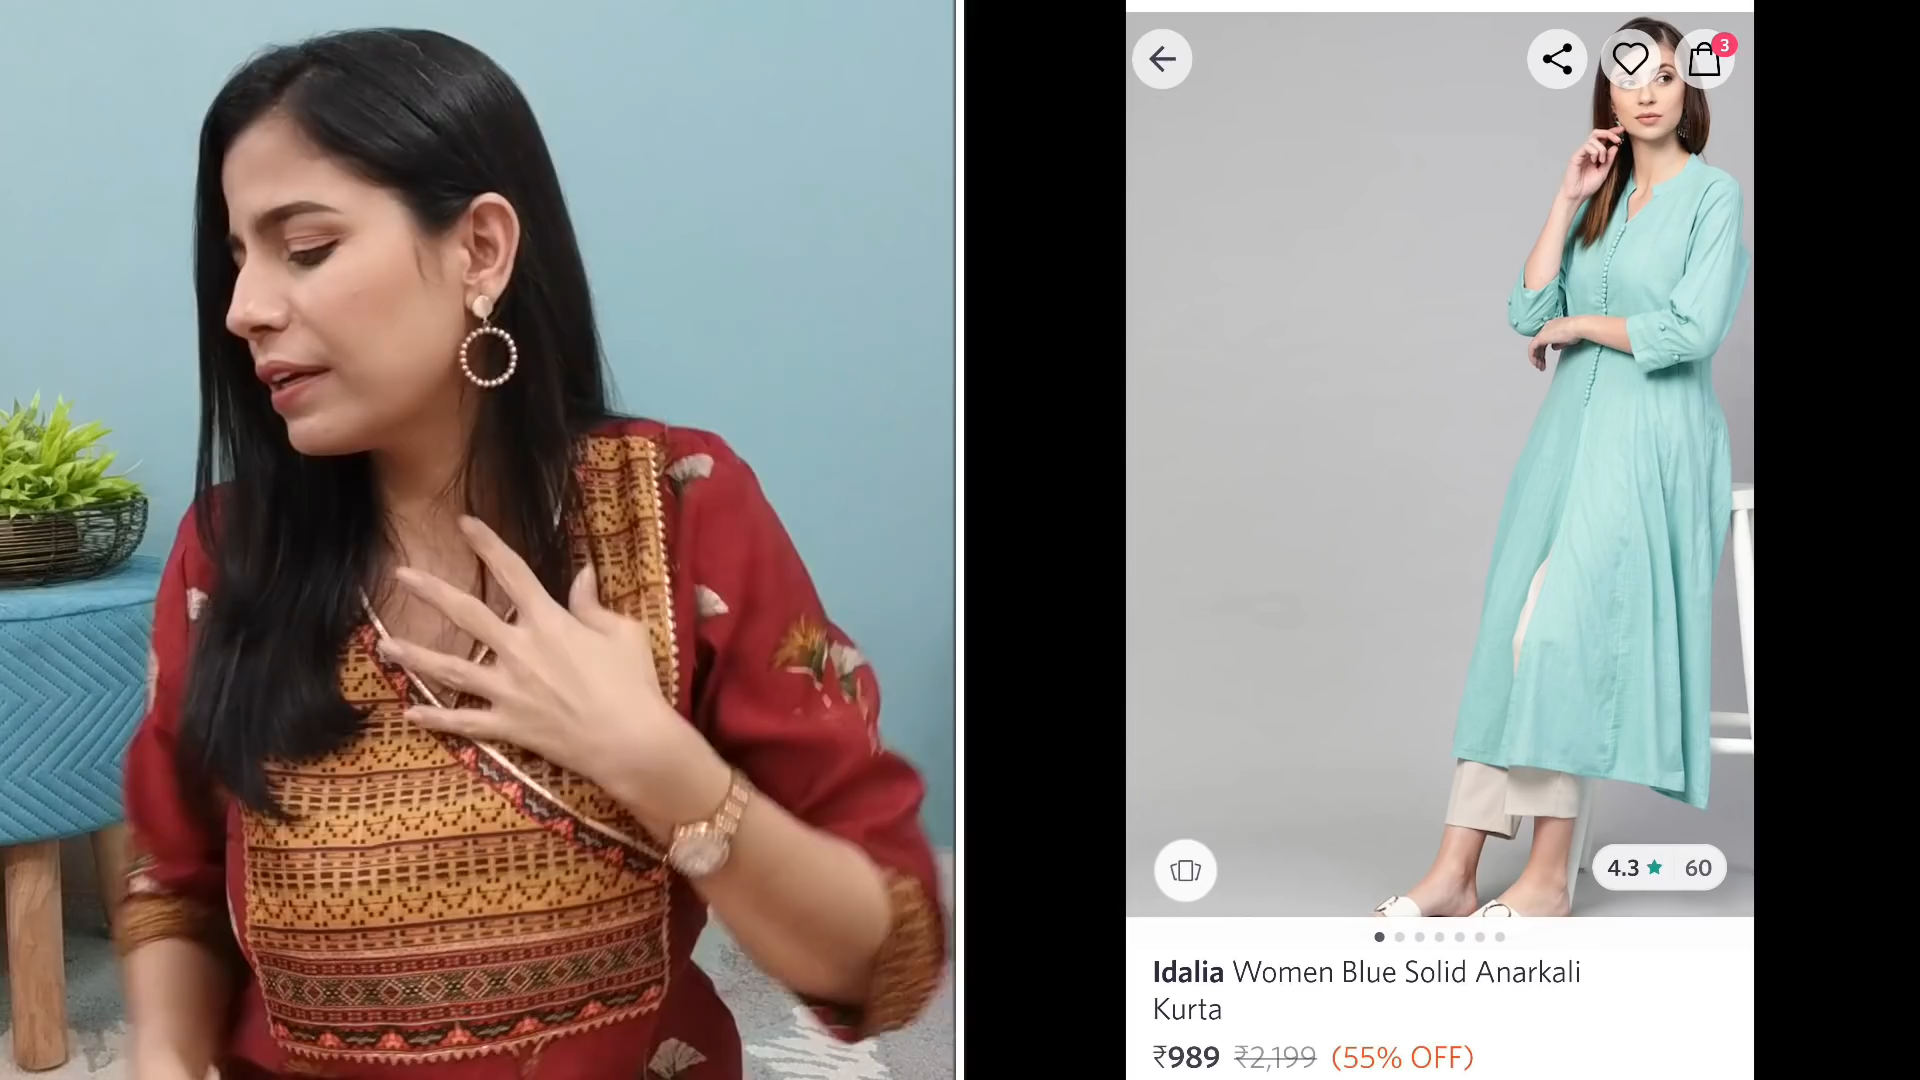 3
4.3 ★ 60
Idalia Women Blue Solid Anarkali
Kurta
₹989 ₹2,199 (55% OFF)